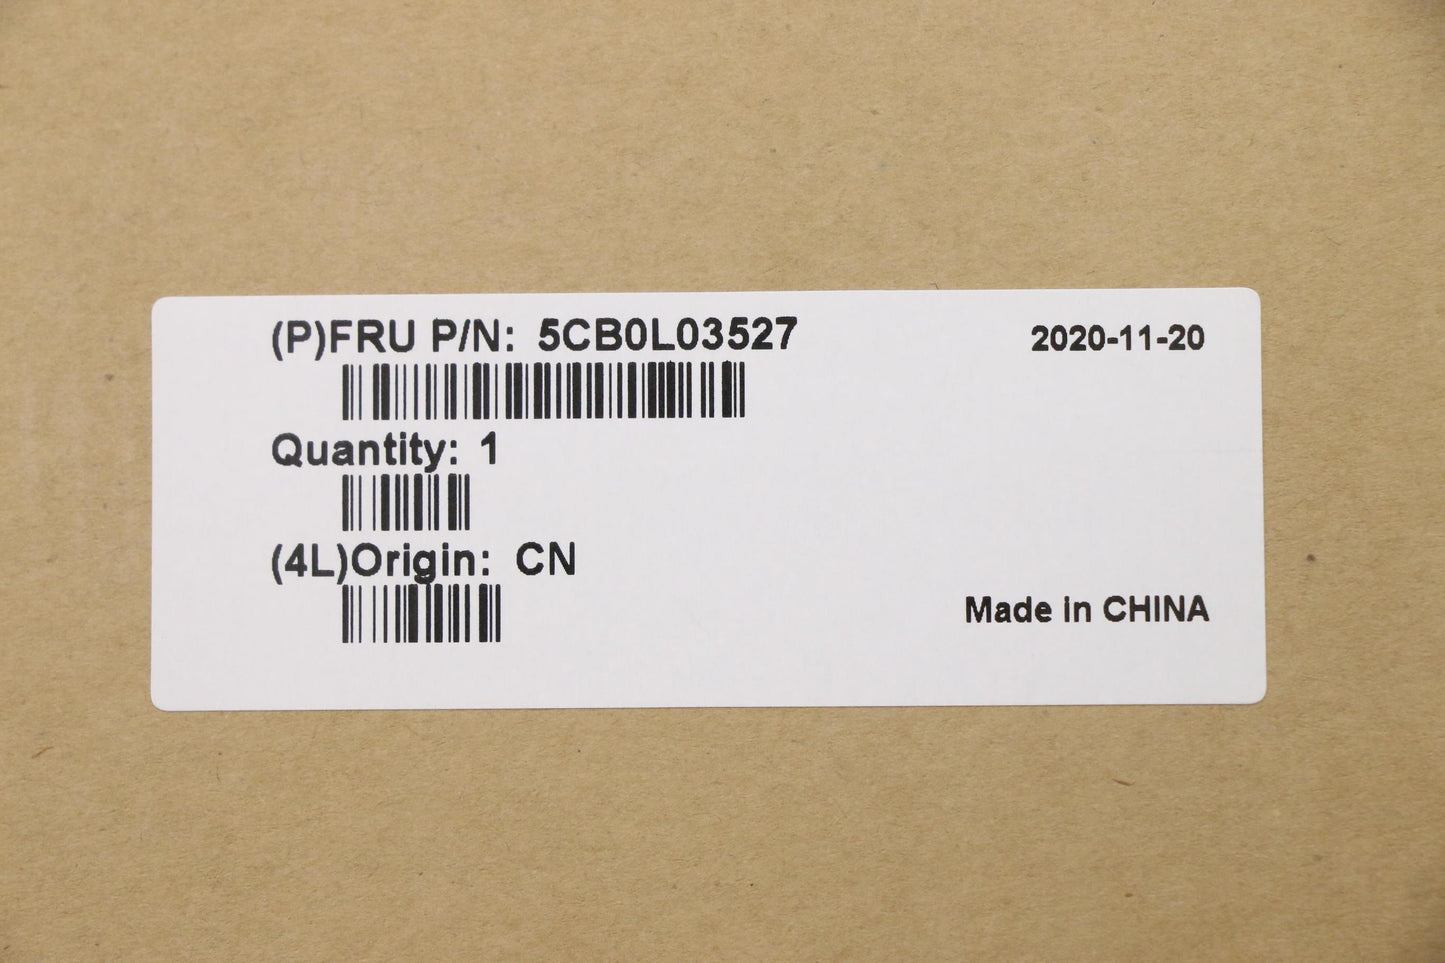 (P)FRU P/N: 5CB0L03527
2020-11-20
Quantity: 1
(4L)Origin: CN
Made in CHINA